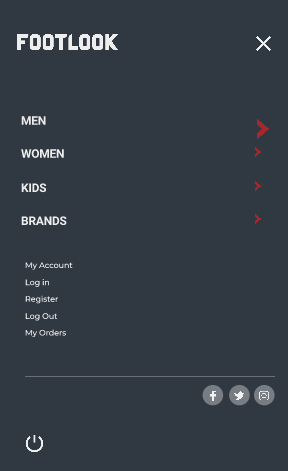 FOOTLOOK
MEN
WOMEN
KIDS
BRANDS
My Account
Log in
Register
Log Out
My Orders